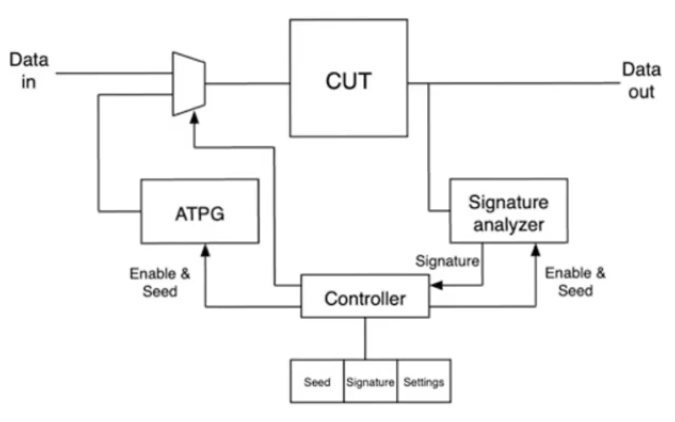 Data
in
CUT
Data
out
ATPG
Signature
analyzer
Enable &
Seed
Signature
Enable &
Seed
Controller
Seed
Signature
Settings